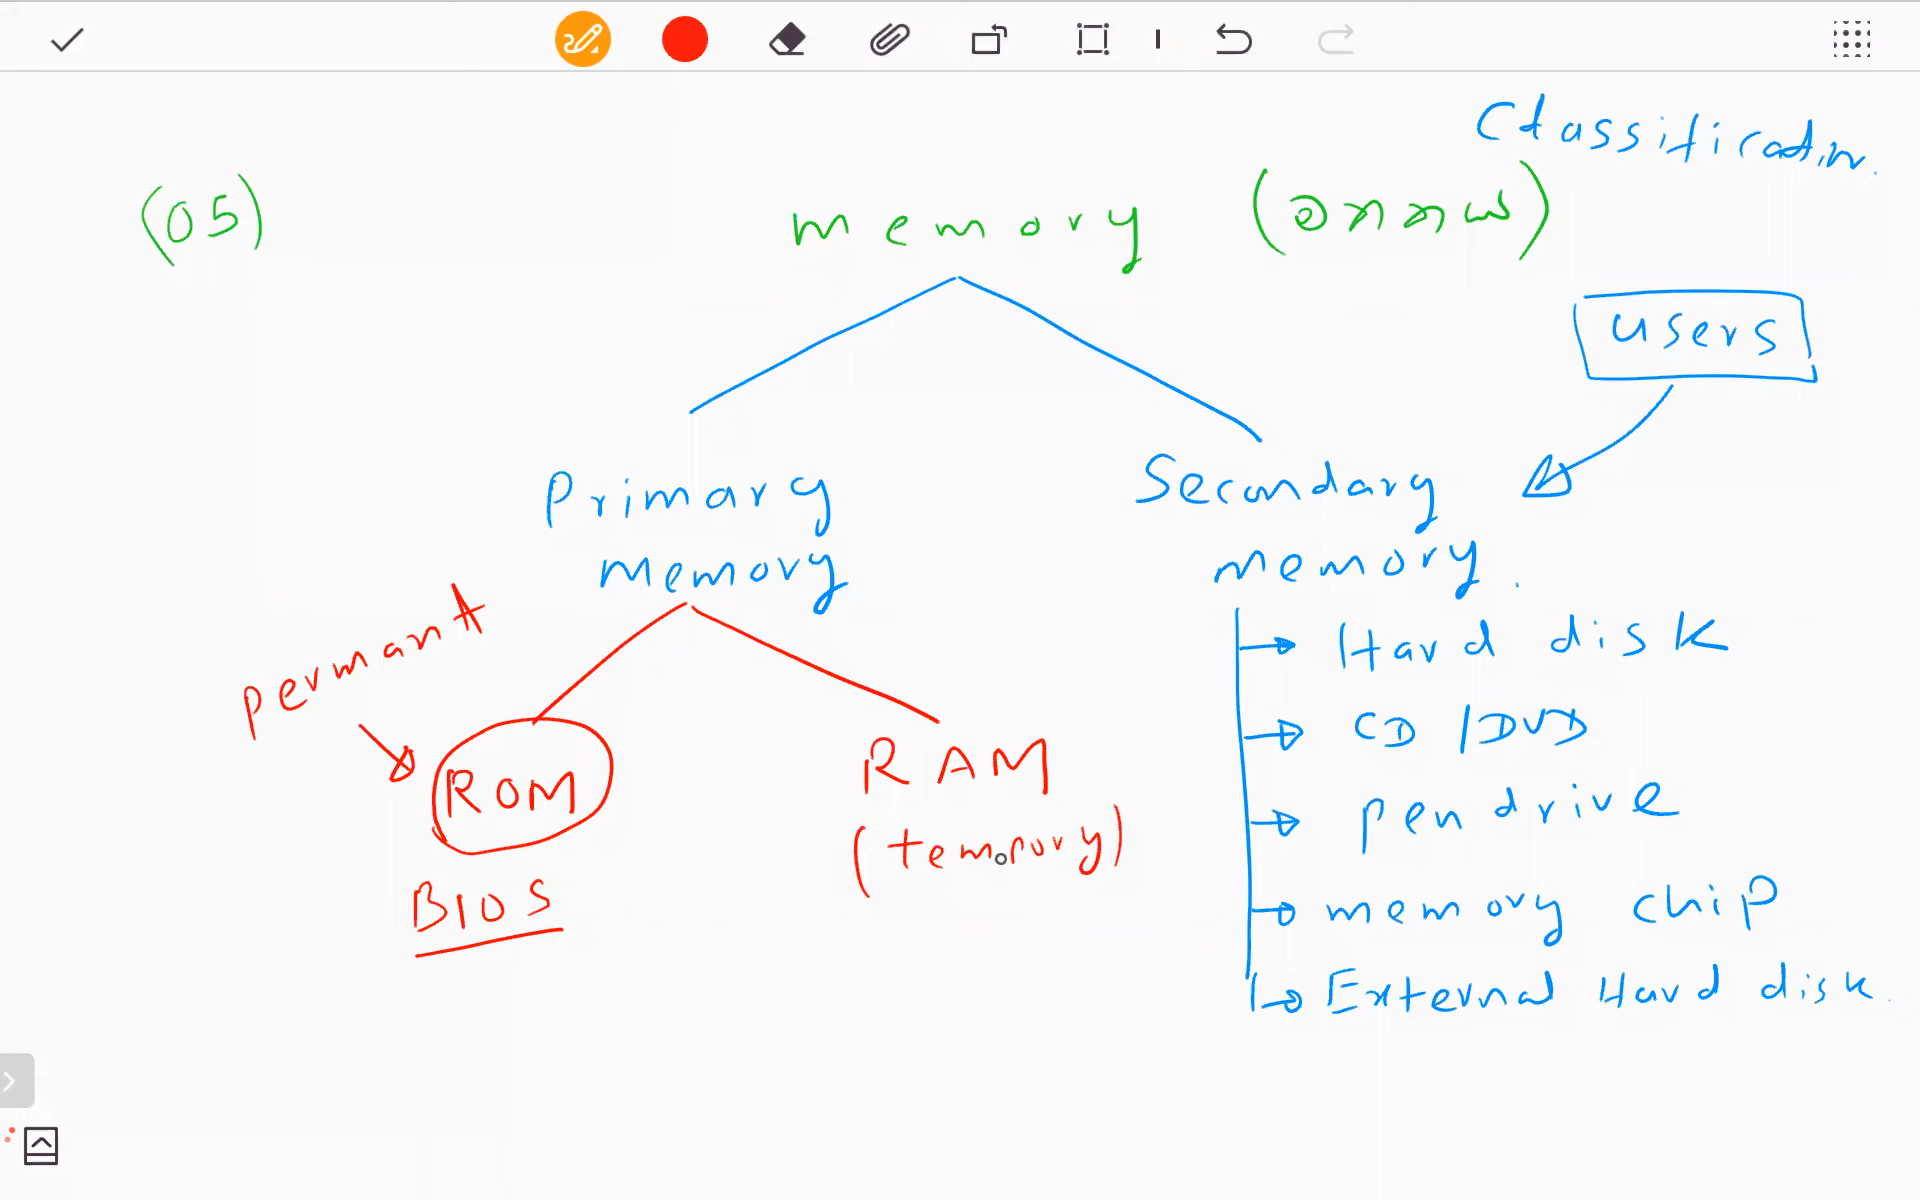 Classification.
(05)
memory
users
Primary
memory
Secondary
memory.
permant
Hard disk
CD /DVD
ROM
RAM
(tempory)
pen drive
BIOS
memory chip
External Hard disk.